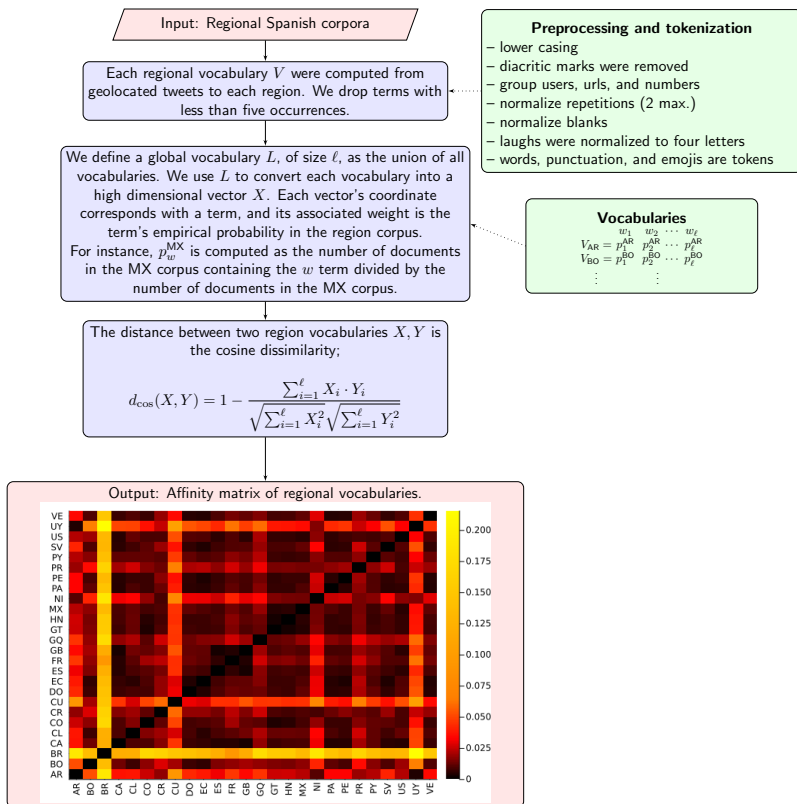 Input: Regional Spanish corpora
Each regional vocabulary V were computed from
geolocated tweets to each region. We drop terms with
less than five occurrences.
Preprocessing and tokenization
– lower casing
– diacritic marks were removed
– group users, urls, and numbers
– normalize repetitions (2 max.)
– normalize blanks
– laughs were normalized to four letters
– words, punctuation, and emojis are tokens
We define a global vocabulary L, of size ℓ, as the union of all
vocabularies. We use L to convert each vocabulary into a
high dimensional vector X. Each vector's coordinate
corresponds with a term, and its associated weight is the
term's empirical probability in the region corpus.
For instance, p_w^MX is computed as the number of documents
in the MX corpus containing the w term divided by the
number of documents in the MX corpus.
Vocabularies
w_1 w_2 ⋯ w_ℓ
V_AR = p_1^AR p_2^AR ⋯ p_ℓ^AR
V_BO = p_1^BO p_2^BO ⋯ p_ℓ^BO
⋮ ⋮
The distance between two region vocabularies X, Y is
the cosine dissimilarity;
d_cos(X, Y) = 1 − \frac{\sum_{i=1}^{ℓ} X_i · Y_i}{\sqrt{\sum_{i=1}^{ℓ} X_i^2} \sqrt{\sum_{i=1}^{ℓ} Y_i^2}}
Output: Affinity matrix of regional vocabularies.
VE
UY
US
SV
PY
PR
PE
PA
NI
MX
HN
GT
GQ
GB
FR
ES
EC
DO
CU
CR
CO
CL
CA
BR
BO
AR
AR BO BR CA CL CO CR CU DO EC ES FR GB GQ GT HN MX NI PA PE PR PY SV US UY VE
0.200
0.175
0.150
0.125
0.100
0.075
0.050
0.025
0